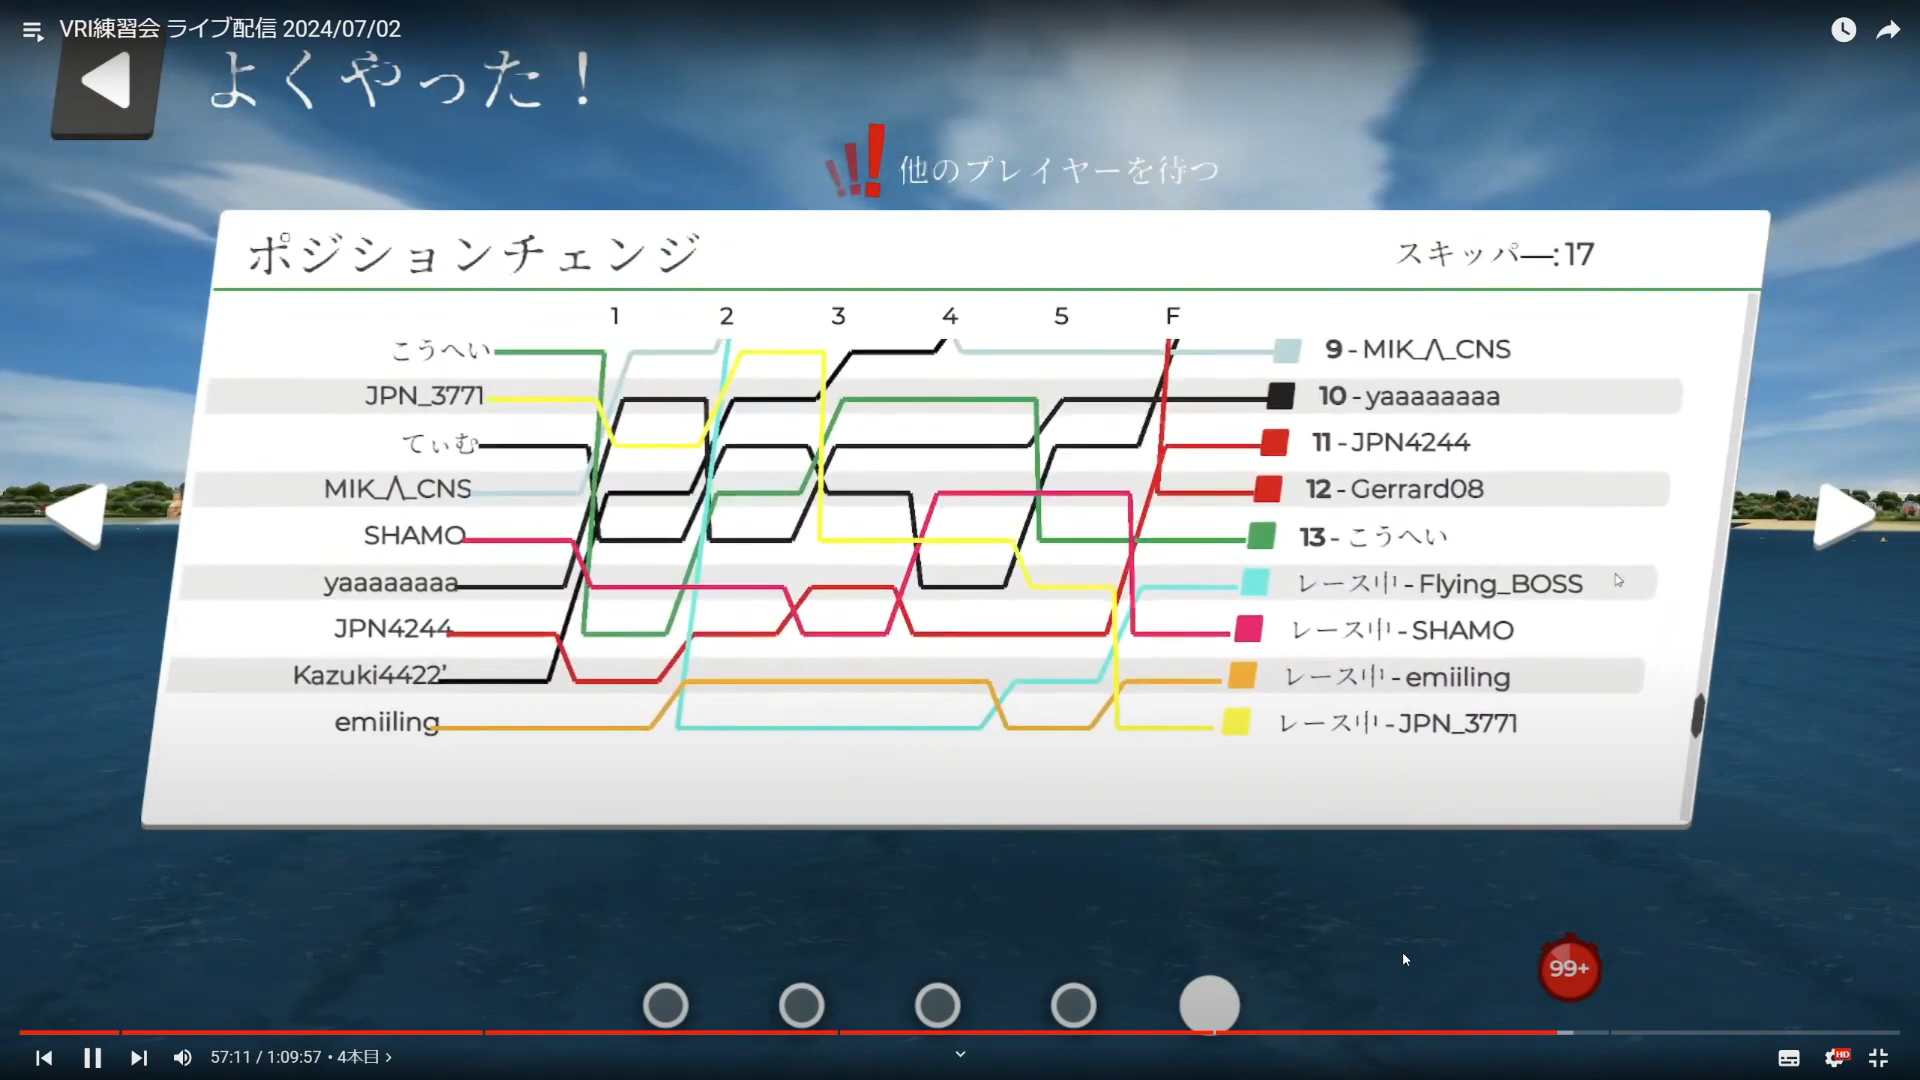 VRI練習会 ライブ配信 2024/07/02
よくやった！
他のプレイヤーを待つ
ポジションチェンジ
スキッパー: 17
1 2 3 4 5 F
こうへい
9 - MIK_/\_CNS
JPN_3771
10 - yaaaaaaaa
てぃむ
11 - JPN4244
MIK_/\_CNS
12 - Gerrard08
SHAMO
13 - こうへい
yaaaaaaaa
レース中 - Flying_BOSS
JPN4244
レース中 - SHAMO
Kazuki4422'
レース中 - emiiling
emiiling
レース中 - JPN_3771
99+
57:11 / 1:09:57・4本目
HD